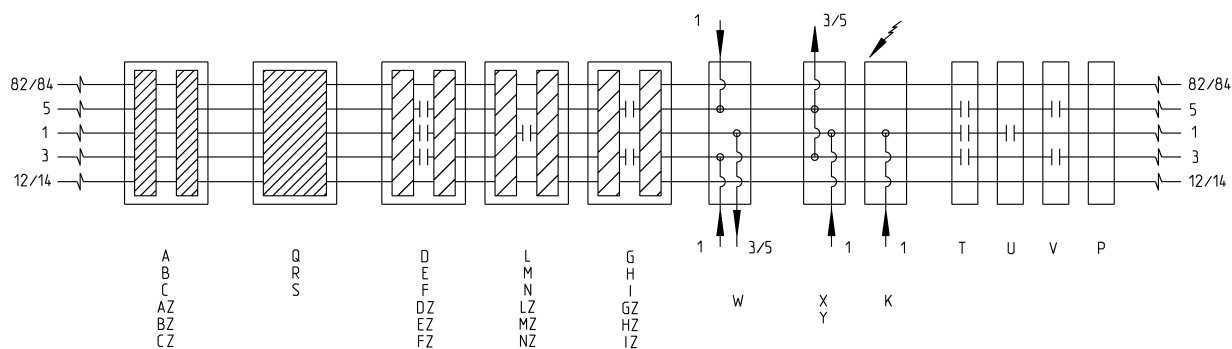 1
3/5
82/84
82/84
5
5
1
1
3
3
12/14
12/14
1
3/5
1
1
A
B
C
AZ
BZ
CZ
Q
R
S
D
E
F
DZ
EZ
FZ
L
M
N
LZ
MZ
NZ
G
H
I
GZ
HZ
IZ
W
X
Y
K
T
U
V
P